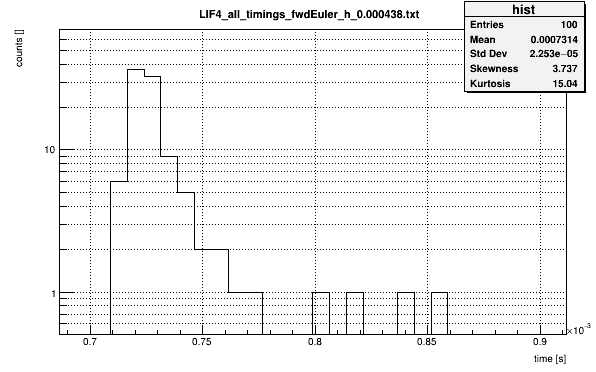 LIF4_all_timings_fwdEuler_h_0.000438.txt
hist
Entries 100
Mean 0.0007314
Std Dev 2.253e−05
Skewness 3.737
Kurtosis 15.04
counts []
10
1
0.7 0.75 0.8 0.85 0.9
×10⁻³
time [s]